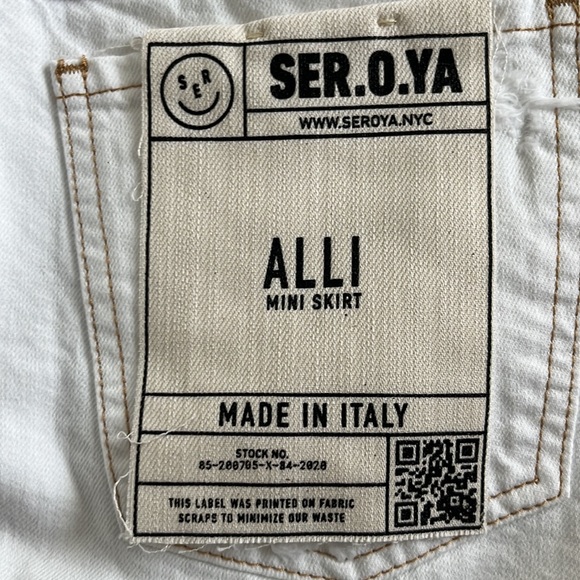 SER
SER.O.YA
WWW.SEROYA.NYC
ALLI
MINI SKIRT
MADE IN ITALY
STOCK NO.
85-200705-X-04-2020
THIS LABEL WAS PRINTED ON FABRIC
SCRAPS TO MINIMIZE OUR WASTE